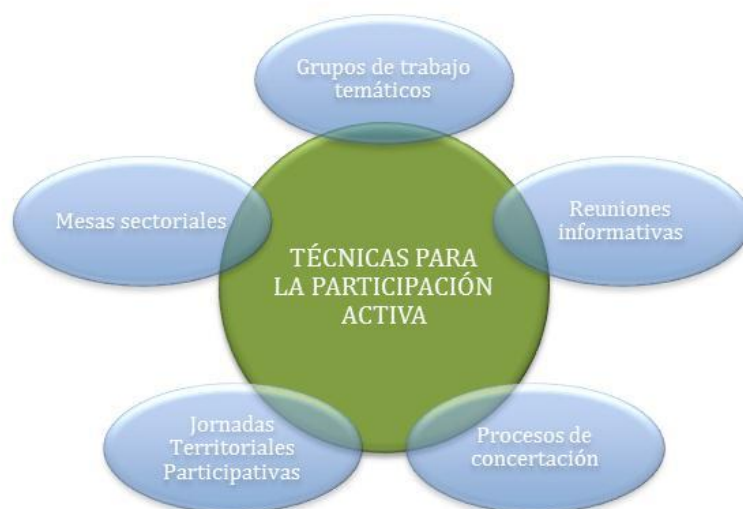 Grupos de trabajo
temáticos
Mesas sectoriales
Reuniones
informativas
TÉCNICAS PARA
LA PARTICIPACIÓN
ACTIVA
Jornadas
Territoriales
Participativas
Procesos de
concertación